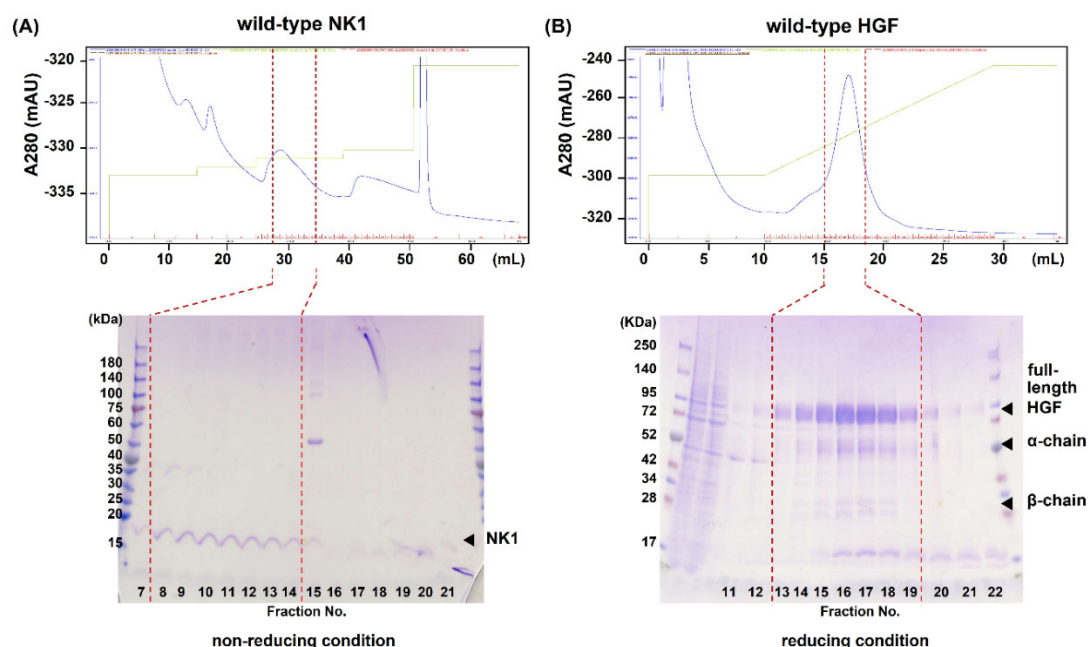 (A) wild-type NK1
-320
-330
-335
A280 (mAU)
0 10 20 30 40 50 60 (mL)
(kDa)
180
140
100
75
60
50
40
35
30
25
20
15
NK1
7 8 9 10 11 12 13 14 15 16 17 18 19 20 21
Fraction No.
non-reducing condition
(B) wild-type HGF
-240
-260
-280
-300
-320
A280 (mAU)
0 5 10 15 20 25 30 (mL)
(KDa)
250
140
95
72
52
42
34
28
17
full-
length
HGF
α-chain
β-chain
11 12 13 14 15 16 17 18 19 20 21 22
Fraction No.
reducing condition